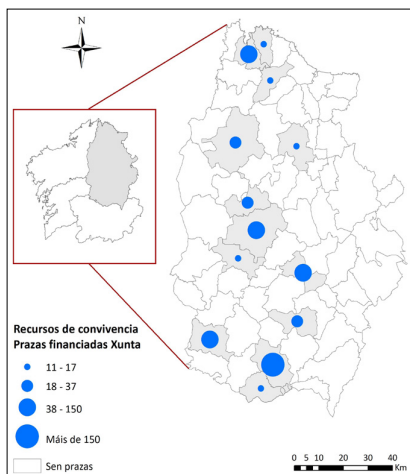 N
Recursos de convivencia
Prazas financiadas Xunta
11 - 17
18 - 37
38 - 150
Máis de 150
Sen prazas
0 5 10 20 30 40
Km